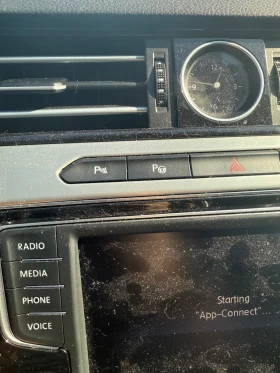 P
P
RADIO
MEDIA
PHONE
VOICE
Starting
"App-Connect"...